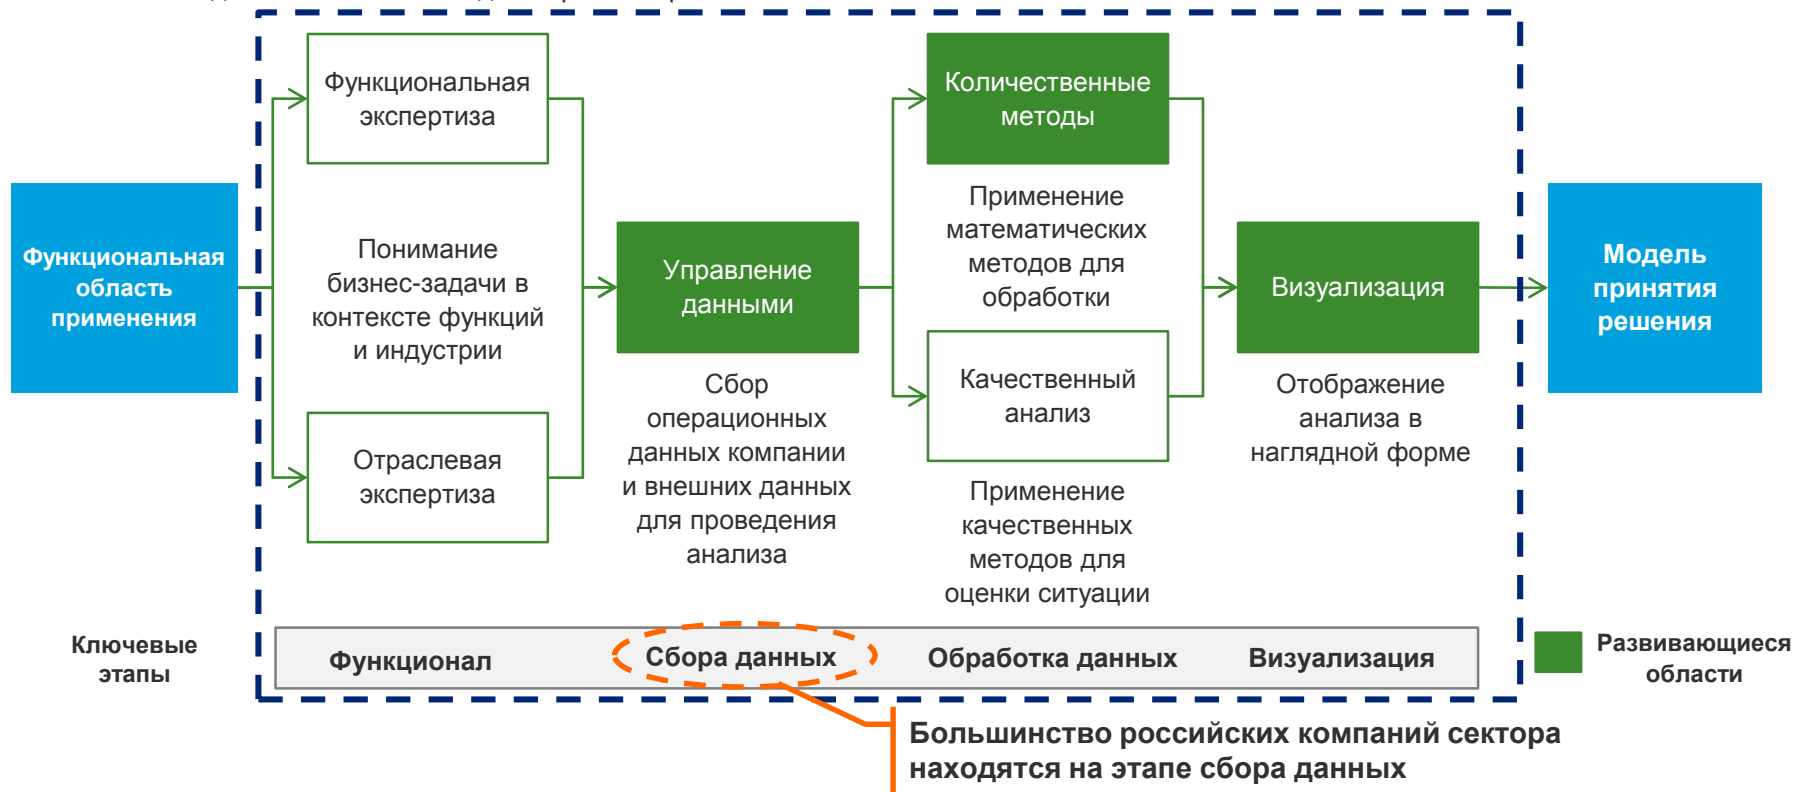 Функциональная
область
применения
Функциональная
экспертиза
Понимание
бизнес-задачи в
контексте функций
и индустрии
Отраслевая
экспертиза
Управление
данными
Сбор
операционных
данных компании
и внешних данных
для проведения
анализа
Количественные
методы
Применение
математических
методов для
обработки
Качественный
анализ
Применение
качественных
методов для
оценки ситуации
Визуализация
Отображение
анализа в
наглядной форме
Модель
принятия
решения
Ключевые
этапы
Функционал
Сбора данных
Обработка данных
Визуализация
Развивающиеся
области
Большинство российских компаний сектора
находятся на этапе сбора данных